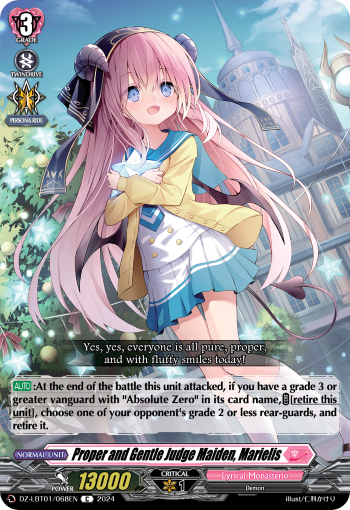 3
GRADE
TWINDRIVE
PERSONA RIDE
Yes, yes, everyone is all pure, proper,
and with fluffy smiles today!
AUTO:At the end of the battle this unit attacked, if you have a grade 3 or
greater vanguard with "Absolute Zero" in its card name,[retire this
unit], choose one of your opponent's grade 2 or less rear-guards, and
retire it.
NORMAL UNIT
Proper and Gentle Judge Maiden, Marielis
POWER 13000
CRITICAL
1
Lyrical Monasterio
Demon
D-DZ-LBT01/068EN C 2024
illust/仁科かけり